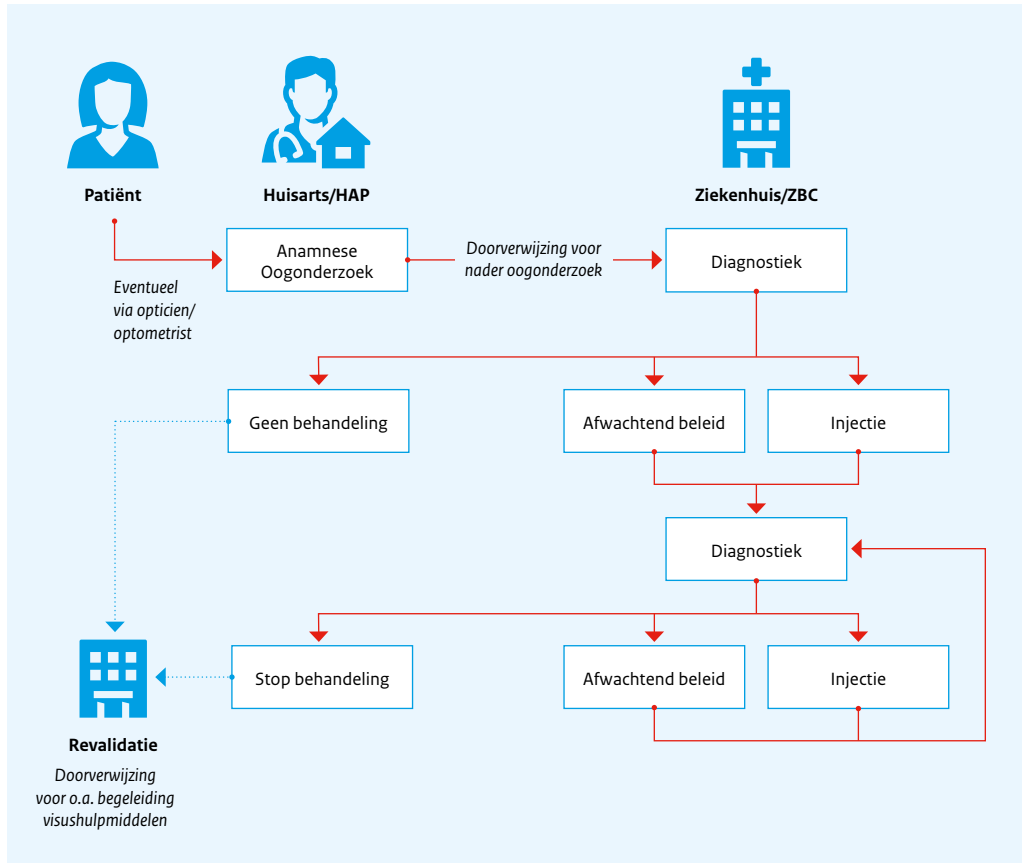 Patiënt
Huisarts/HAP
Ziekenhuis/ZBC
Anamnese
Oogonderzoek
Doorverwijzing voor
nader oogonderzoek
Diagnostiek
Eventueel
via opticien/
optometrist
Geen behandeling
Afwachtend beleid
Injectie
Diagnostiek
Stop behandeling
Afwachtend beleid
Injectie
Revalidatie
Doorverwijzing
voor o.a. begeleiding
visushulpmiddelen